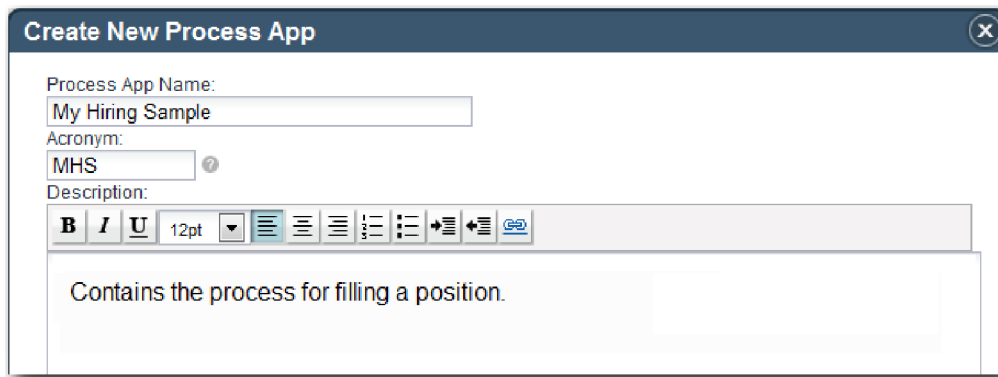 Create New Process App
Process App Name:
My Hiring Sample
Acronym:
MHS ?
Description:
B I U 12pt
Contains the process for filling a position.